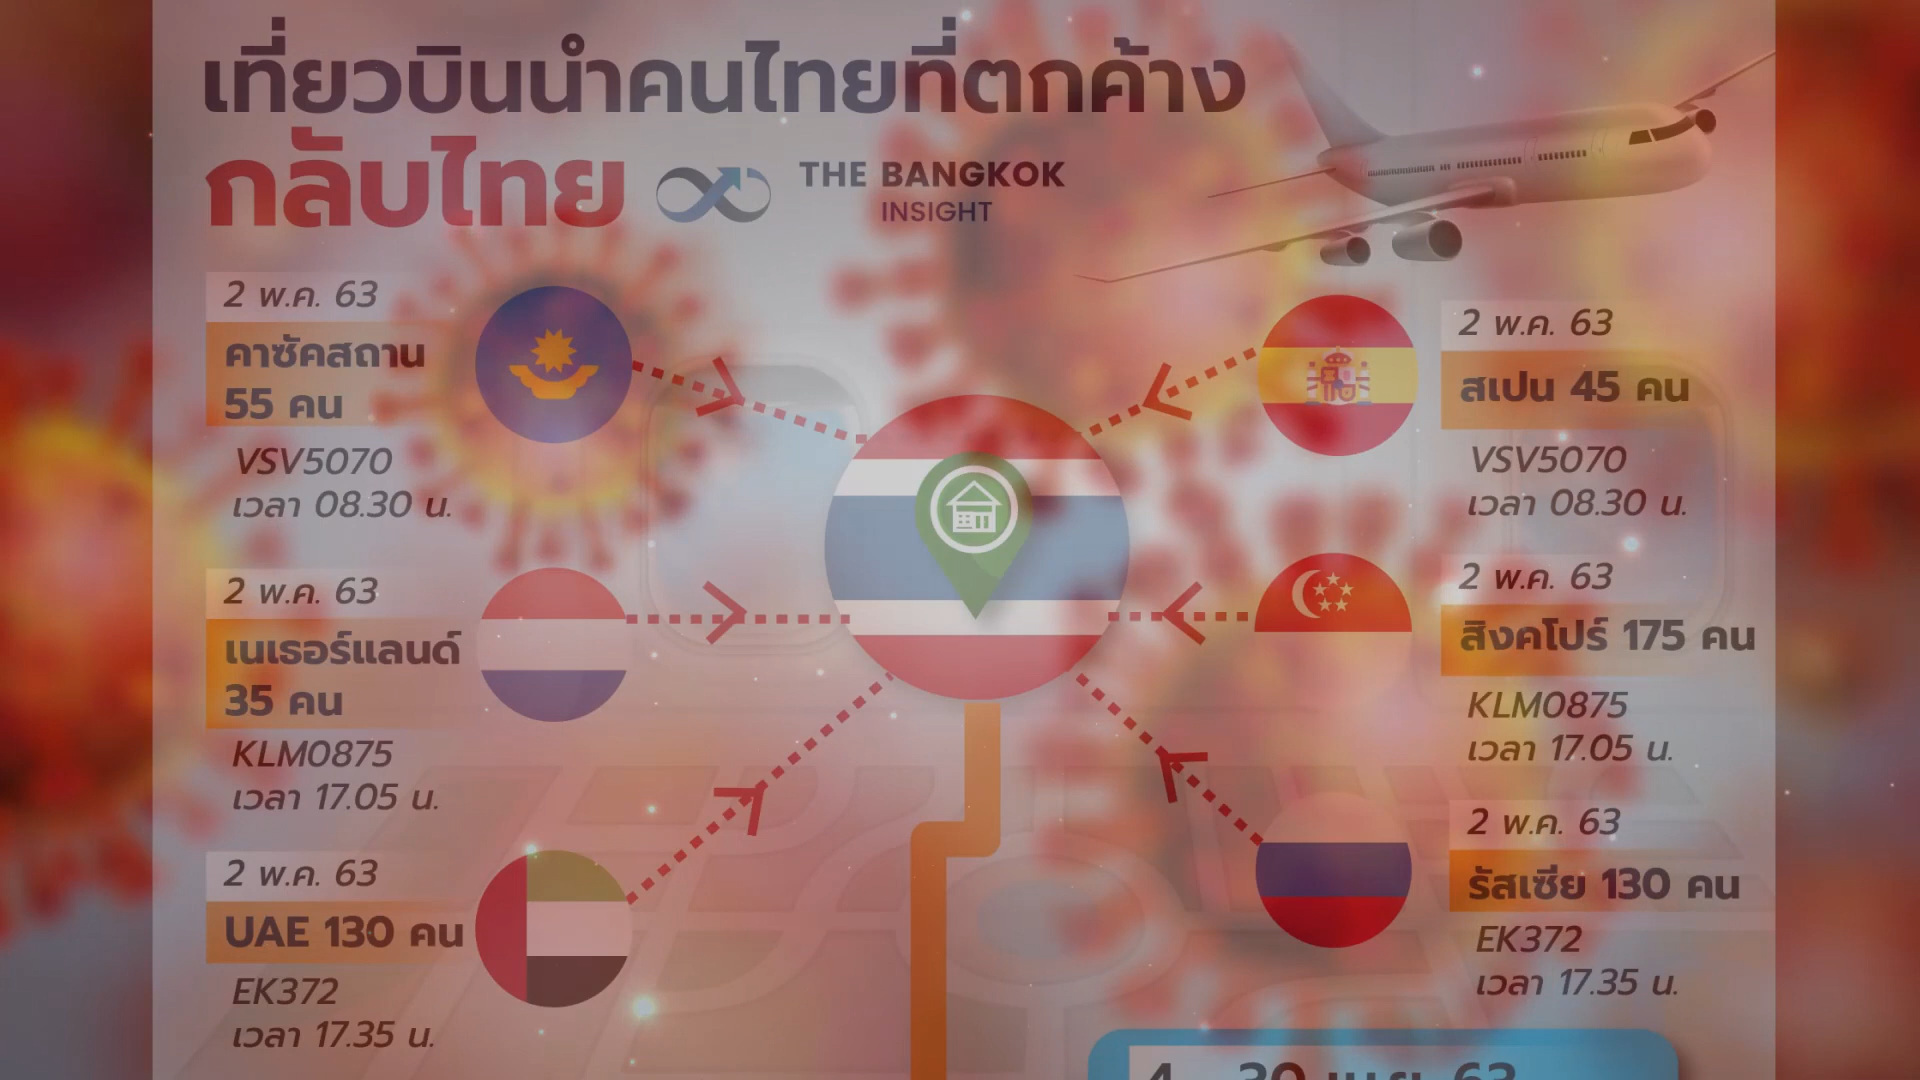 เที่ยวบินนำคนไทยที่ตกค้าง
กลับไทย
THE BANGKOK
INSIGHT
2 พ.ค. 63
คาซัคสถาน
55 คน
VSV5070
เวลา 08.30 น.
2 พ.ค. 63
เนเธอร์แลนด์
35 คน
KLM0875
เวลา 17.05 น.
2 พ.ค. 63
UAE 130 คน
EK372
เวลา 17.35 น.
2 พ.ค. 63
สเปน 45 คน
VSV5070
เวลา 08.30 น.
2 พ.ค. 63
สิงคโปร์ 175 คน
KLM0875
เวลา 17.05 น.
2 พ.ค. 63
รัสเซีย 130 คน
EK372
เวลา 17.35 น.
4 - 30 เม.ย. 63